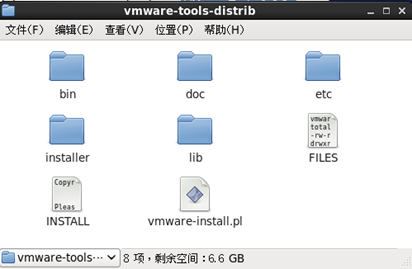 vmware-tools-distrib
文件(F) 编辑(E) 查看(V) 位置(P) 帮助(H)
bin doc etc
vmwar
total
-rw-r
drwxr
installer lib FILES
Copyr
Pleas
INSTALL vmware-install.pl
vmware-tools··· 8 项，剩余空间：6.6 GB